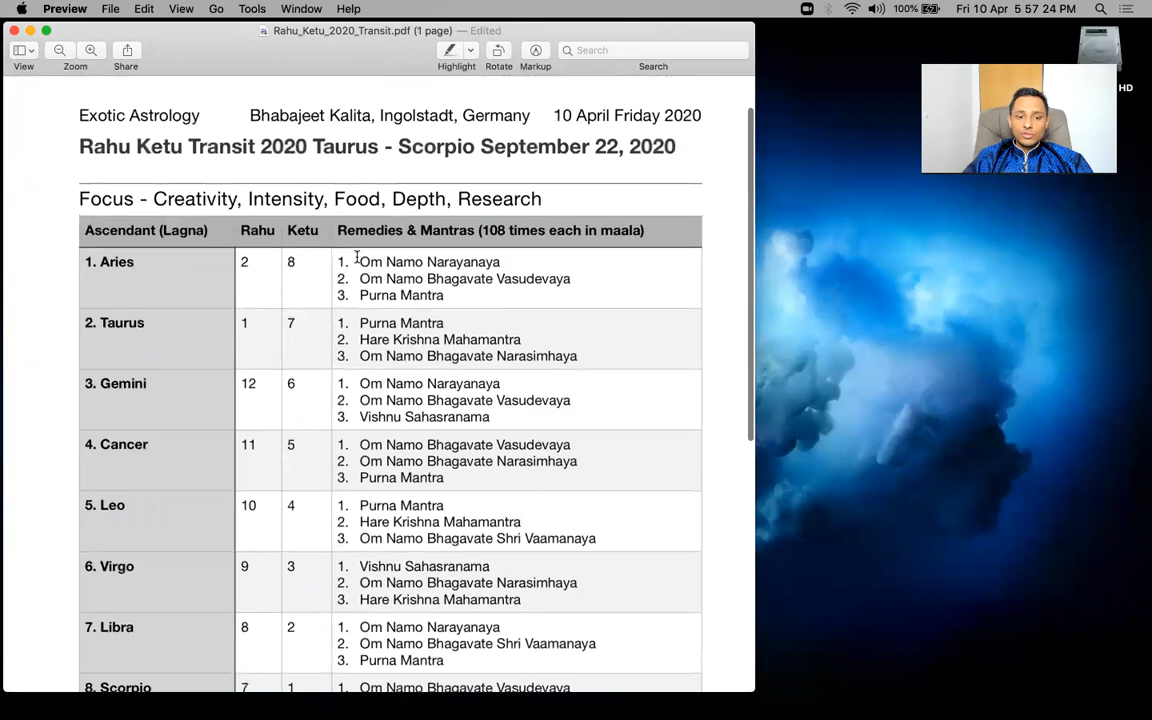 Preview File Edit View Go Tools Window Help 100% Fri 10 Apr 5 57 24 PM
Rahu_Ketu_2020_Transit.pdf (1 page) — Edited
Search
View Zoom Share Highlight Rotate Markup Search
HD
Exotic Astrology Bhabajeet Kalita, Ingolstadt, Germany 10 April Friday 2020
Rahu Ketu Transit 2020 Taurus - Scorpio September 22, 2020
Focus - Creativity, Intensity, Food, Depth, Research
Ascendant (Lagna) Rahu Ketu Remedies & Mantras (108 times each in maala)
1. Aries 2 8 1. Om Namo Narayanaya
2. Om Namo Bhagavate Vasudevaya
3. Purna Mantra
2. Taurus 1 7 1. Purna Mantra
2. Hare Krishna Mahamantra
3. Om Namo Bhagavate Narasimhaya
3. Gemini 12 6 1. Om Namo Narayanaya
2. Om Namo Bhagavate Vasudevaya
3. Vishnu Sahasranama
4. Cancer 11 5 1. Om Namo Bhagavate Vasudevaya
2. Om Namo Bhagavate Narasimhaya
3. Purna Mantra
5. Leo 10 4 1. Purna Mantra
2. Hare Krishna Mahamantra
3. Om Namo Bhagavate Shri Vaamanaya
6. Virgo 9 3 1. Vishnu Sahasranama
2. Om Namo Bhagavate Narasimhaya
3. Hare Krishna Mahamantra
7. Libra 8 2 1. Om Namo Narayanaya
2. Om Namo Bhagavate Shri Vaamanaya
3. Purna Mantra
8. Scorpio 7 1 1. Om Namo Bhagavate Vasudevaya